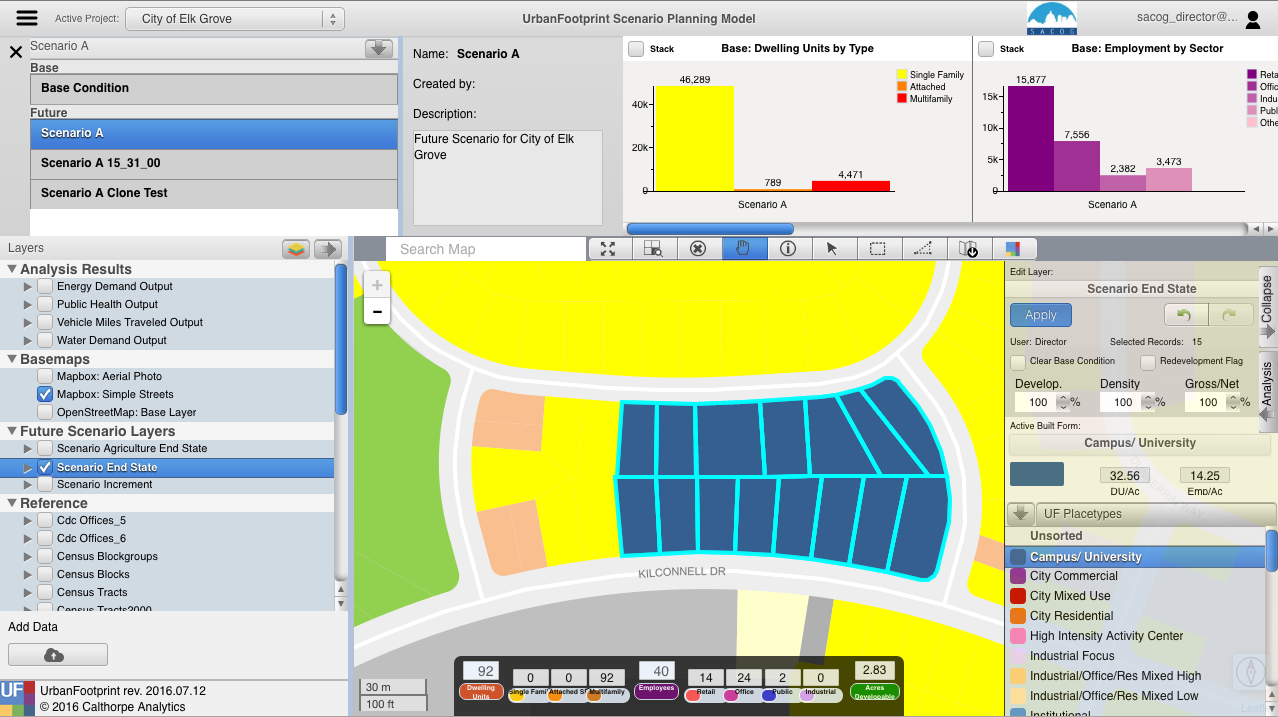 Active Project:
City of Elk Grove
UrbanFootprint Scenario Planning Model
SACOG
sacog_director@...
Scenario A
Base
Base Condition
Future
Scenario A
Scenario A 15_31_00
Scenario A Clone Test
Name: Scenario A
Created by:
Description:
Future Scenario for City of Elk
Grove
Stack
Base: Dwelling Units by Type
46,289
789
4,471
40k
20k
0
Scenario A
Single Family
Attached
Multifamily
Stack
Base: Employment by Sector
15,877
7,556
2,382
3,473
15k
10k
5k
0
Scenario A
Reta
Offic
Indu
Publ
Othe
Layers
Analysis Results
Energy Demand Output
Public Health Output
Vehicle Miles Traveled Output
Water Demand Output
Basemaps
Mapbox: Aerial Photo
Mapbox: Simple Streets
OpenStreetMap: Base Layer
Future Scenario Layers
Scenario Agriculture End State
Scenario End State
Scenario Increment
Reference
Cdc Offices_5
Cdc Offices_6
Census Blockgroups
Census Blocks
Census Tracts
Census Tracts2000
Add Data
UF
UrbanFootprint rev. 2016.07.12
© 2016 Calthorpe Analytics
Search Map
+
-
KILCONNELL DR
30 m
100 ft
92
Dwelling
Units
0
Single Fami
0
Attached S
92
Multifamily
40
Employees
14
Retail
24
Office
2
Public
0
Industrial
2.83
Acres
Developable
Edit Layer:
Scenario End State
Apply
User: Director
Selected Records: 15
Clear Base Condition
Redevelopment Flag
Develop.
Density
Gross/Net
100 %
100 %
100 %
Active Built Form:
Campus/ University
32.56
DU/Ac
14.25
Emp/Ac
UF Placetypes
Unsorted
Campus/ University
City Commercial
City Mixed Use
City Residential
High Intensity Activity Center
Industrial Focus
Industrial/Office/Res Mixed High
Industrial/Office/Res Mixed Low
Institutional
Collapse
Analysis